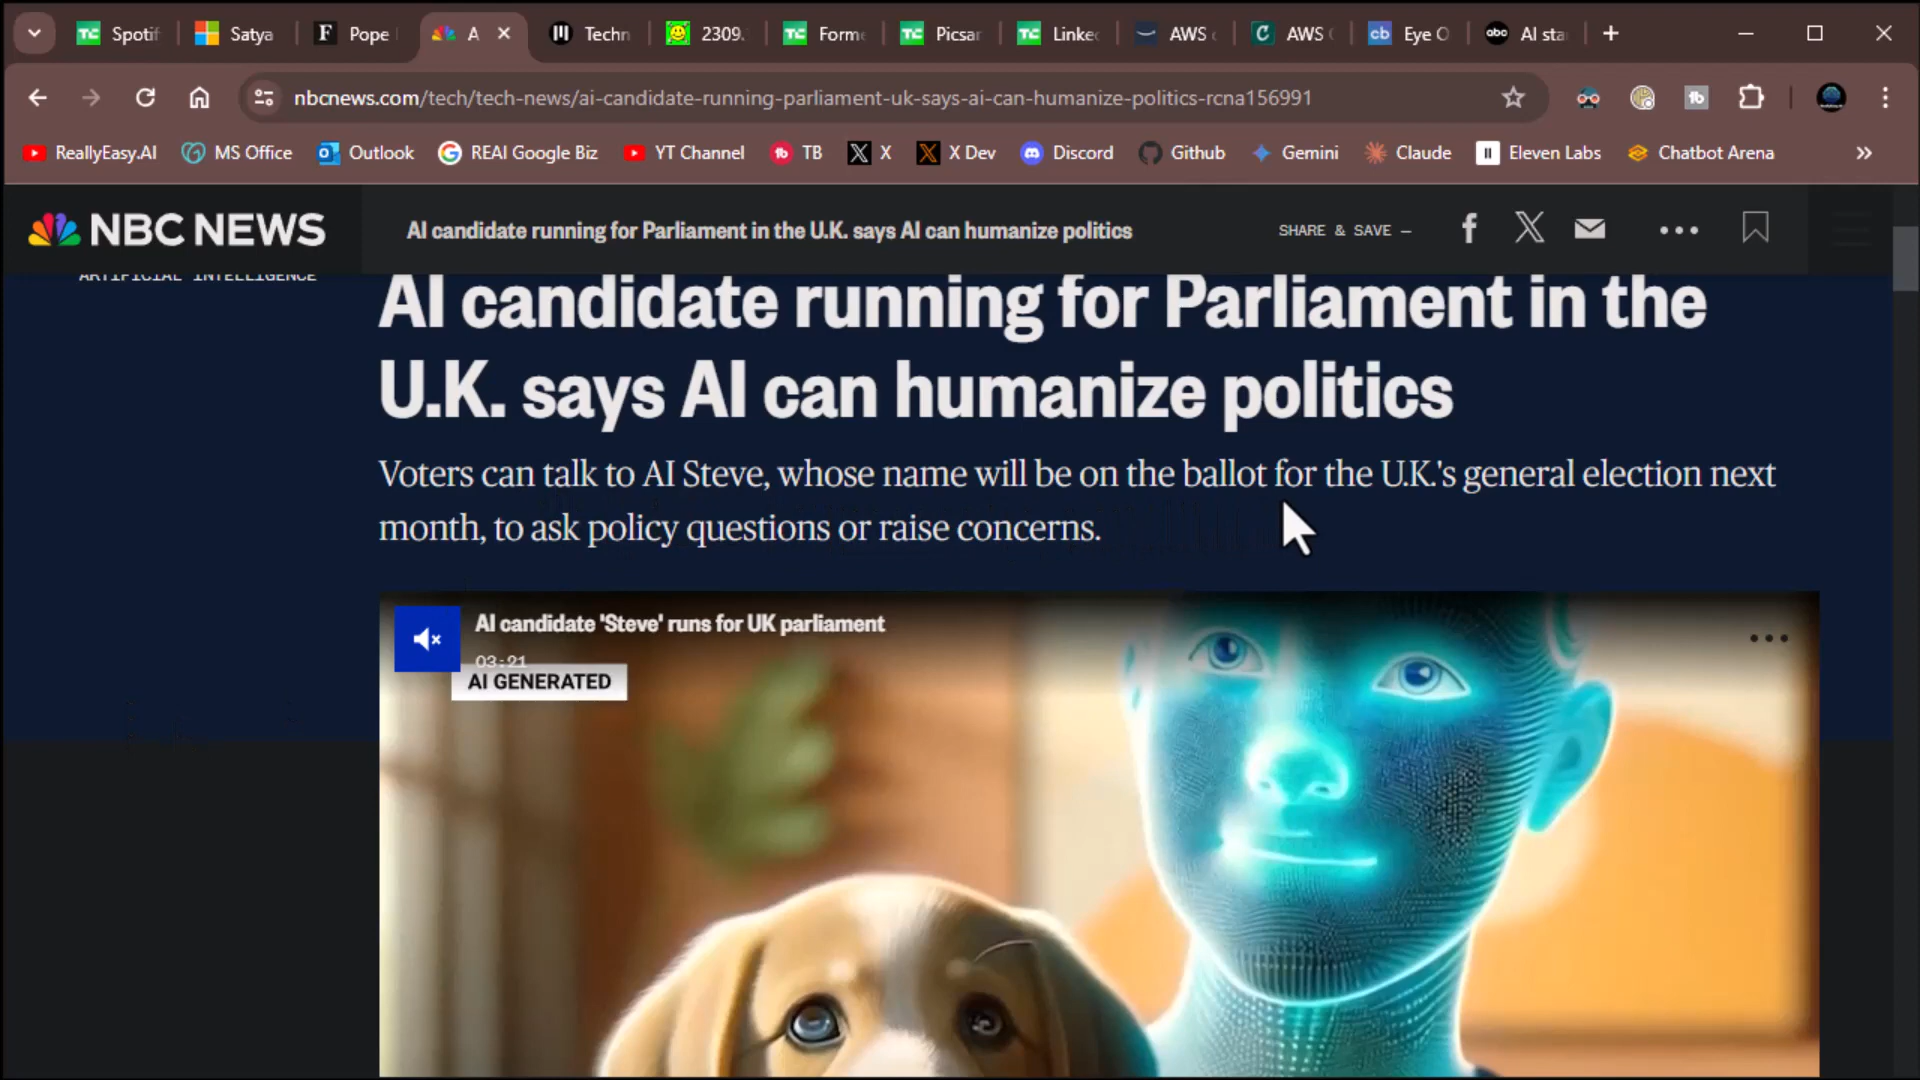 Spotif
Satya
Pope
A
Techn
2309.
Forme
Picsar
Linke
AWS
AWS
Eye O
AI sta
nbcnews.com/tech/tech-news/ai-candidate-running-parliament-uk-says-ai-can-humanize-politics-rcna156991
ReallyEasy.AI
MS Office
Outlook
REAI Google Biz
YT Channel
TB
X
X Dev
Discord
Github
Gemini
Claude
Eleven Labs
Chatbot Arena
NBC NEWS
AI candidate running for Parliament in the U.K. says AI can humanize politics
SHARE & SAVE —
ARTIFICIAL INTELLIGENCE
AI candidate running for Parliament in the
U.K. says AI can humanize politics
Voters can talk to AI Steve, whose name will be on the ballot for the U.K.'s general election next
month, to ask policy questions or raise concerns.
AI candidate 'Steve' runs for UK parliament
03:21
AI GENERATED